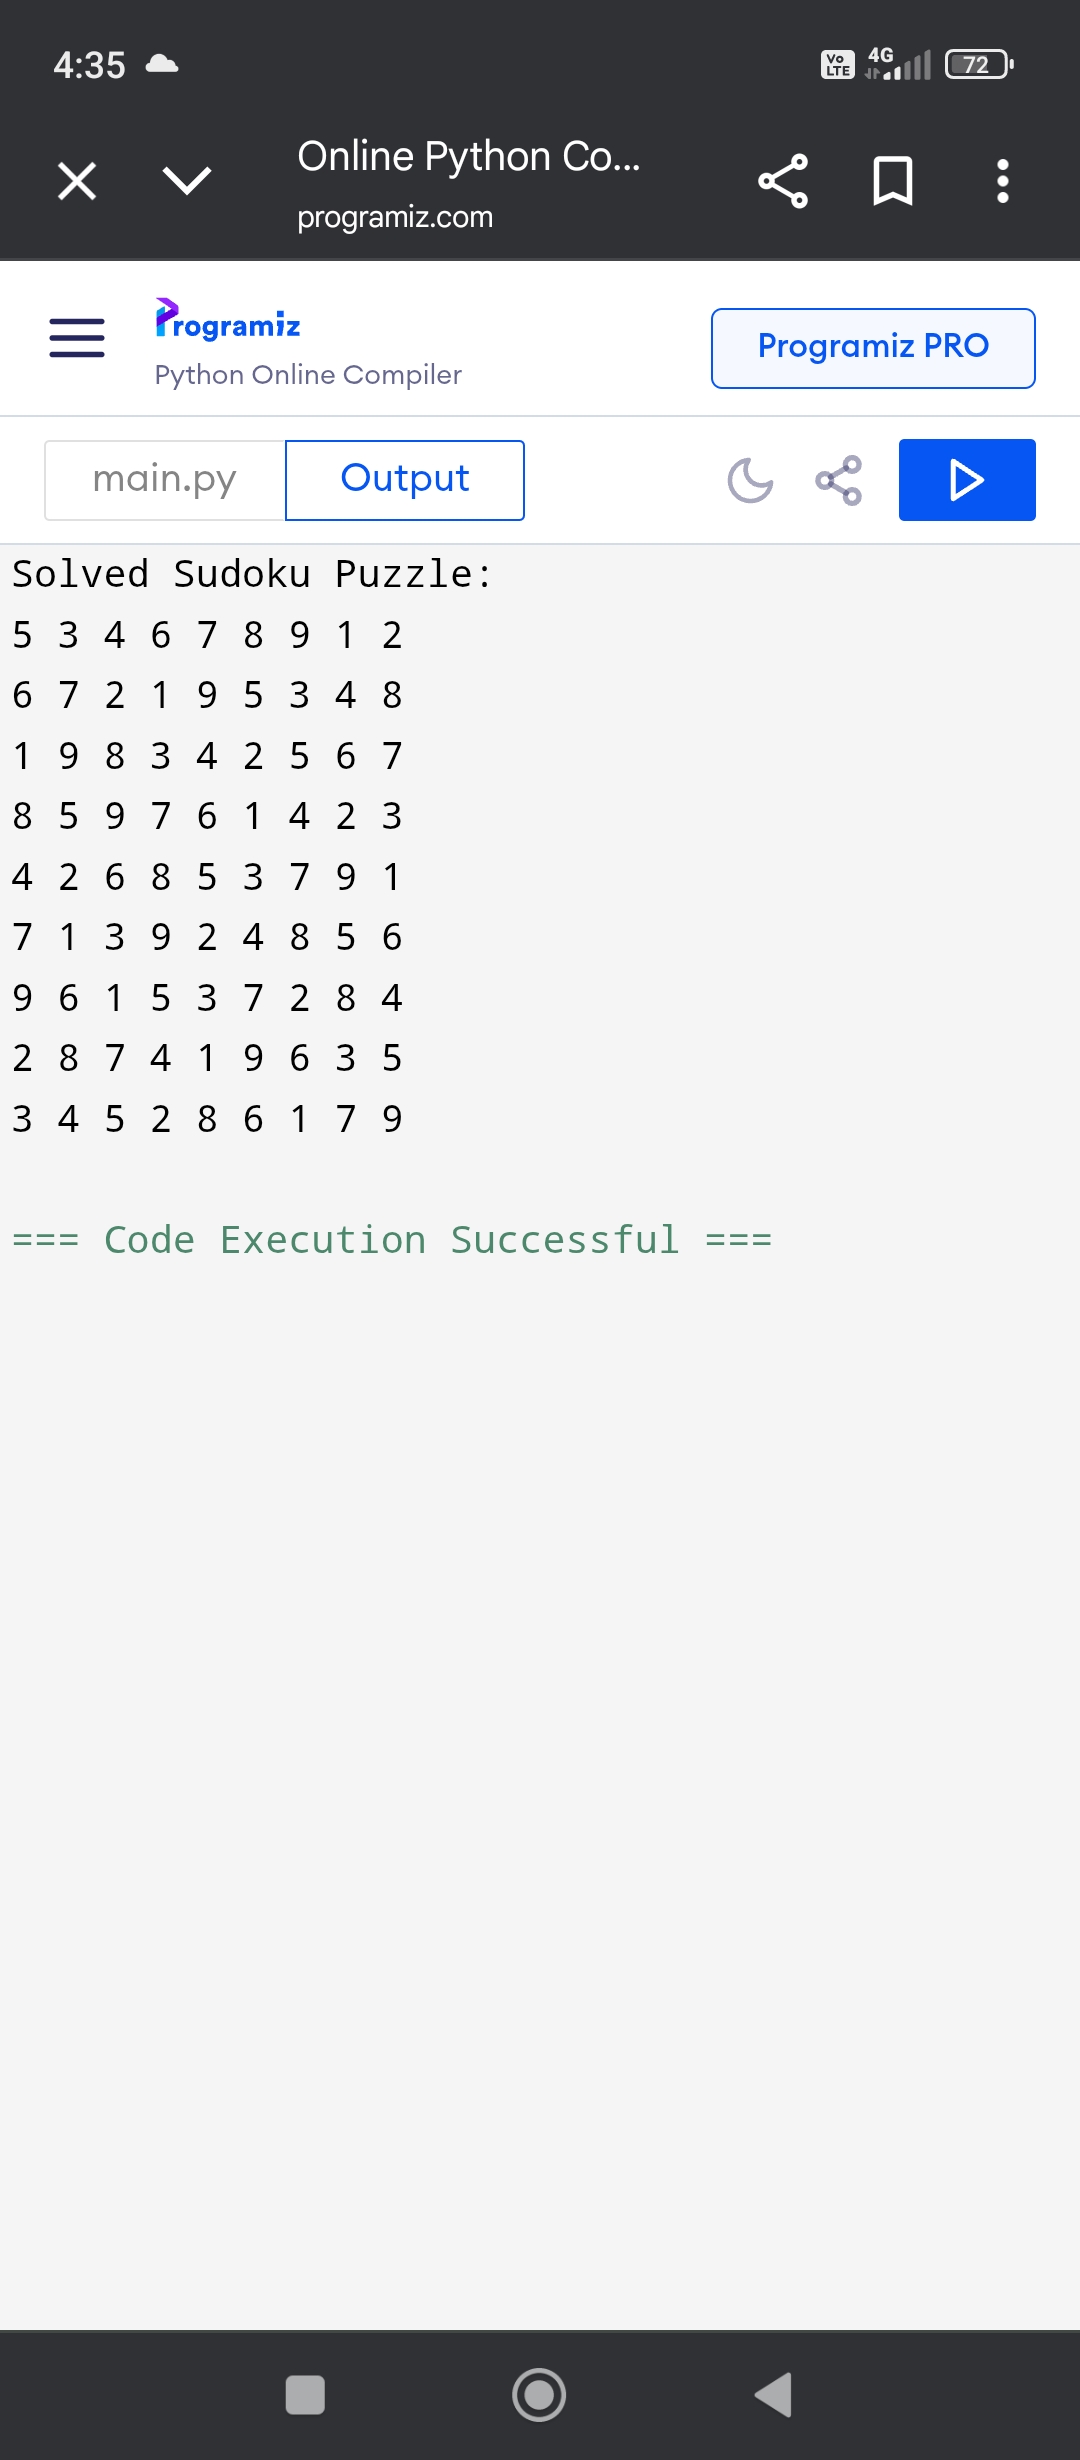 4:35
Vo LTE 4G 72
Online Python Co...
programiz.com
Programiz
Python Online Compiler
Programiz PRO
main.py
Output
Solved Sudoku Puzzle:
5 3 4 6 7 8 9 1 2
6 7 2 1 9 5 3 4 8
1 9 8 3 4 2 5 6 7
8 5 9 7 6 1 4 2 3
4 2 6 8 5 3 7 9 1
7 1 3 9 2 4 8 5 6
9 6 1 5 3 7 2 8 4
2 8 7 4 1 9 6 3 5
3 4 5 2 8 6 1 7 9
=== Code Execution Successful ===